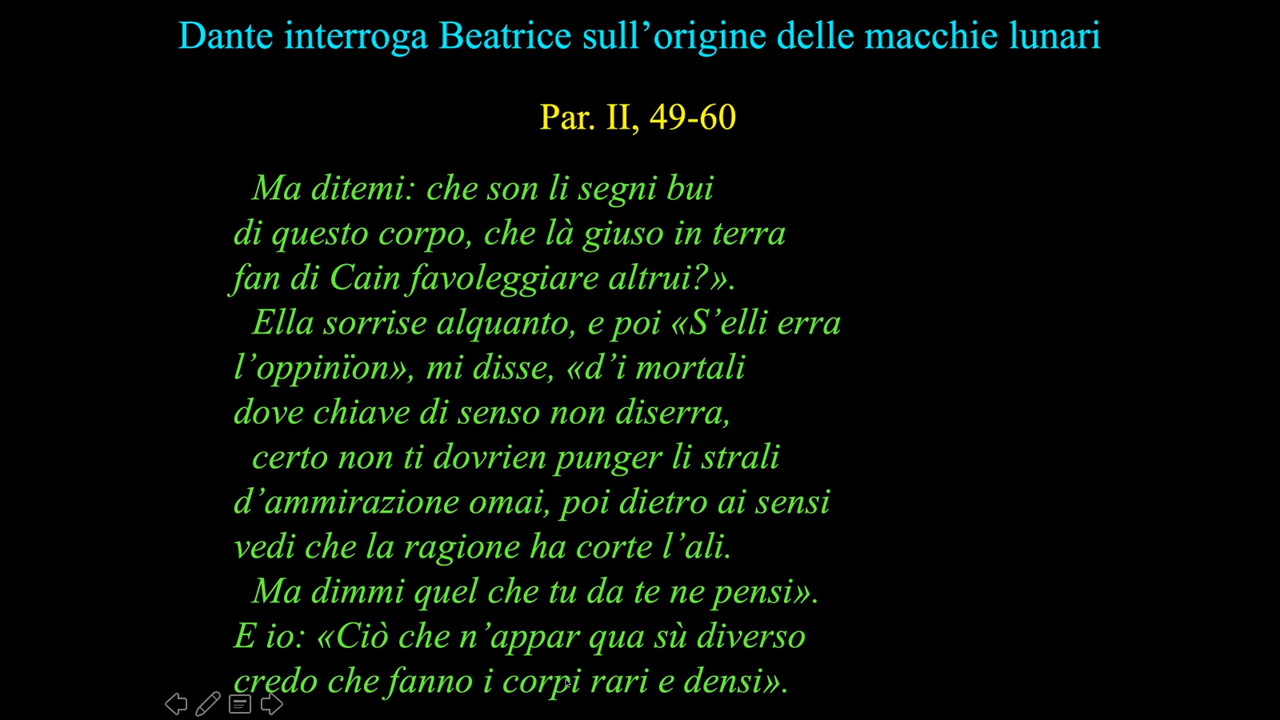 Dante interroga Beatrice sull’origine delle macchie lunari
Par. II, 49-60
Ma ditemi: che son li segni bui
di questo corpo, che là giuso in terra
fan di Cain favoleggiare altrui?».
Ella sorrise alquanto, e poi «S’elli erra
l’oppinïon», mi disse, «d’i mortali
dove chiave di senso non diserra,
certo non ti dovrien punger li strali
d’ammirazione omai, poi dietro ai sensi
vedi che la ragione ha corte l’ali.
Ma dimmi quel che tu da te ne pensi».
E io: «Ciò che n’appar qua sù diverso
credo che fanno i corpi rari e densi».